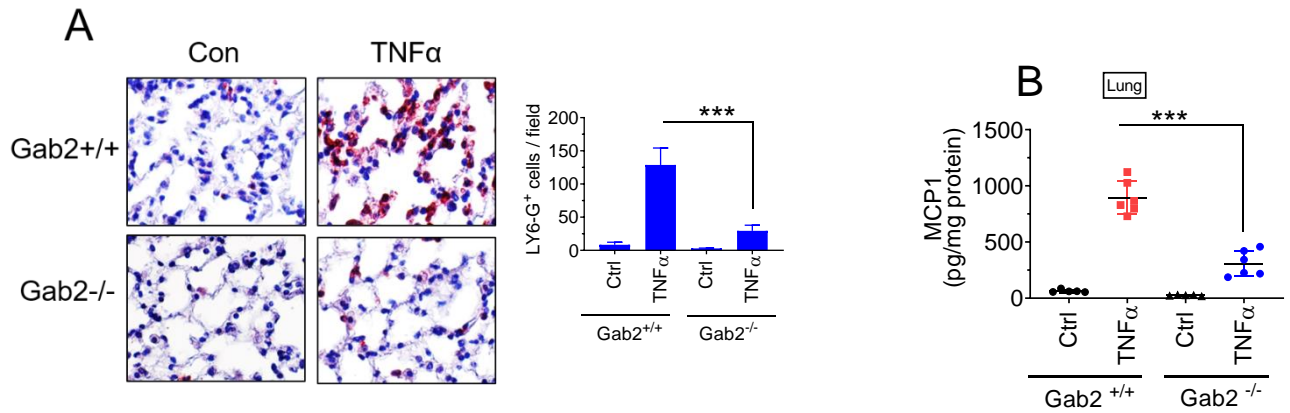 A
Con
TNFα
Gab2+/+
Gab2-/-
LY6-G⁺ cells / field
200
150
100
50
0
***
Ctrl
TNFα
Ctrl
TNFα
Gab2⁺/⁺
Gab2⁻/⁻
B
Lung
MCP1
(pg/mg protein)
1500
1000
500
0
***
Ctrl
TNFα
Ctrl
TNFα
Gab2 ⁺/⁺
Gab2 ⁻/⁻